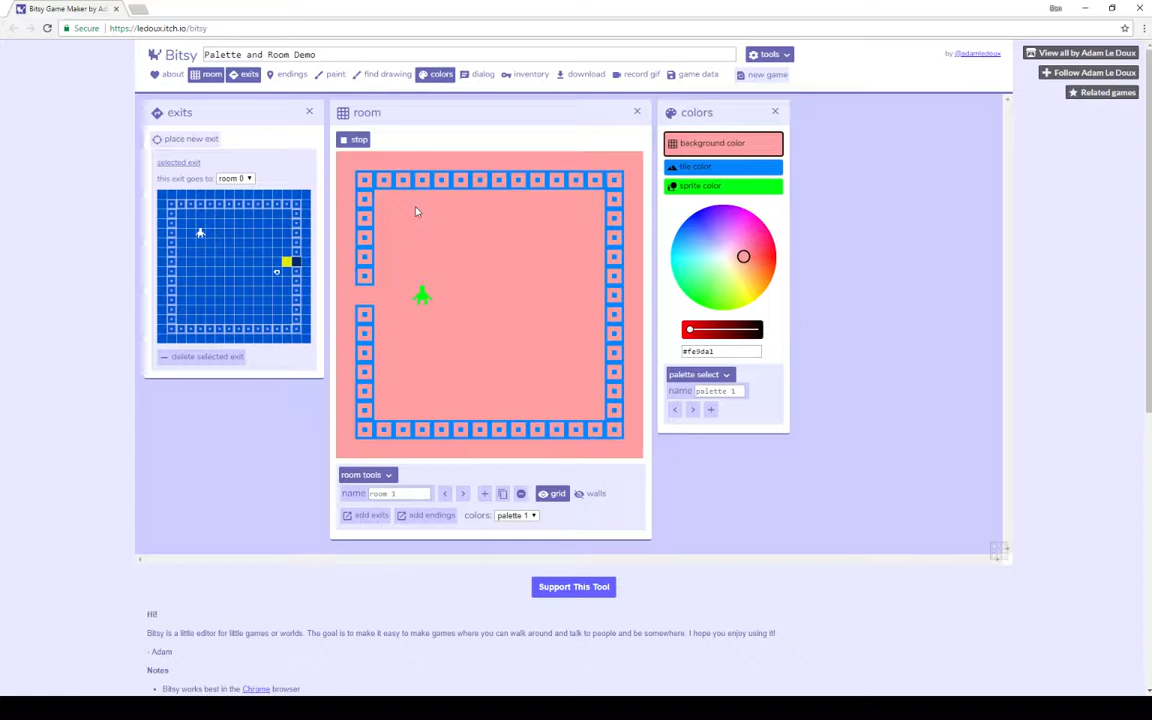 Bitsy Game Maker by Ad
Secure https://ledoux.itch.io/bitsy
Bitsy Palette and Room Demo tools by @adamledoux
about room exits endings paint find drawing colors dialog inventory download record gif game data new game
View all by Adam Le Doux
Follow Adam Le Doux
Related games
exits
place new exit
selected exit
this exit goes to: room 0
delete selected exit
room
stop
room tools
name room 1 grid walls
add exits add endings colors: palette 1
colors
background color
tile color
sprite color
#fe9da1
palette select
name palette 1
Support This Tool
Hi!
Bitsy is a little editor for little games or worlds. The goal is to make it easy to make games where you can walk around and talk to people and be somewhere. I hope you enjoy using it!
- Adam
Notes
• Bitsy works best in the Chrome browser